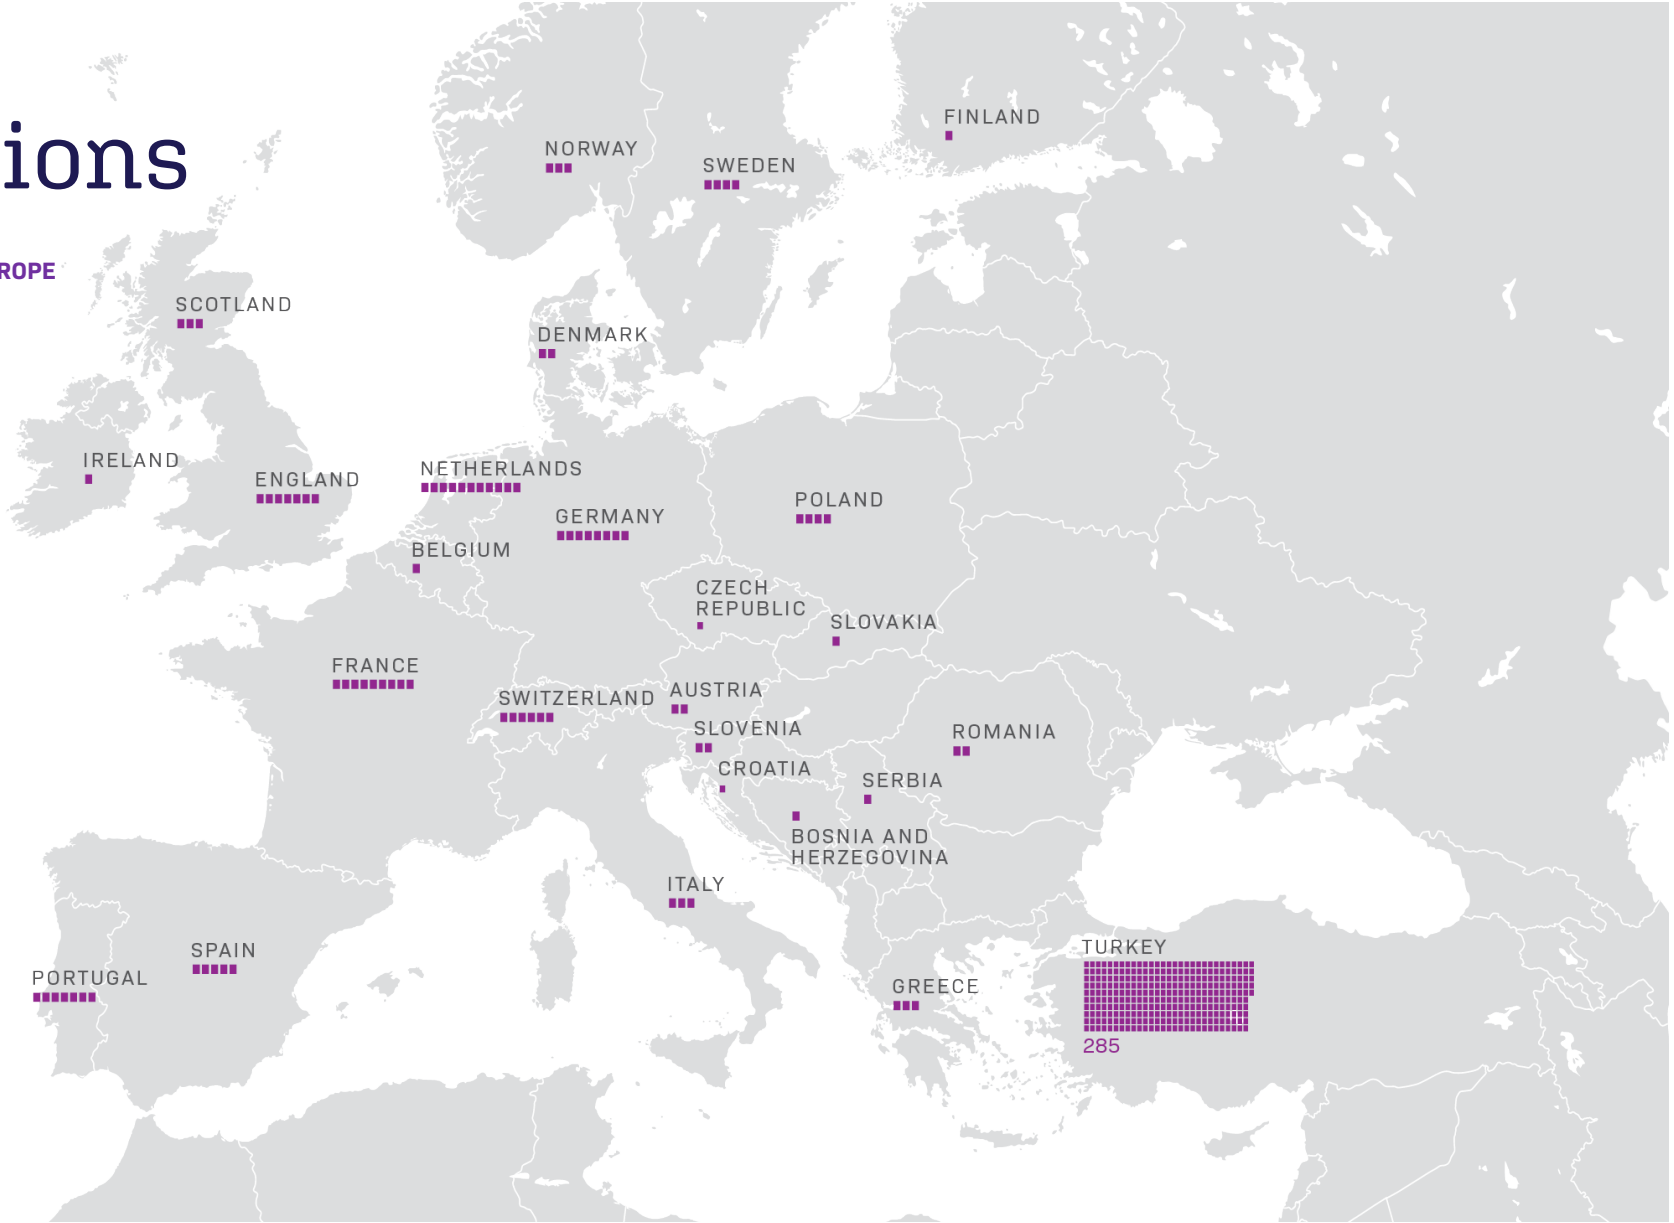 ions
ROPE
FINLAND
NORWAY
SWEDEN
SCOTLAND
DENMARK
IRELAND
ENGLAND
NETHERLANDS
GERMANY
POLAND
BELGIUM
CZECH
REPUBLIC
SLOVAKIA
FRANCE
SWITZERLAND
AUSTRIA
SLOVENIA
ROMANIA
CROATIA
SERBIA
BOSNIA AND
HERZEGOVINA
ITALY
SPAIN
PORTUGAL
GREECE
TURKEY
285